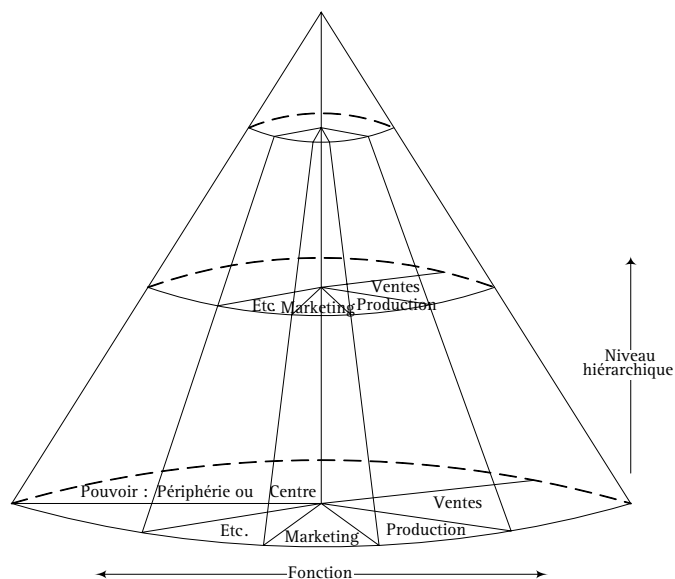 Ventes
Etc. Marketing Production
Niveau
hiérarchique
Pouvoir : Périphérie ou Centre
Ventes
Etc. Marketing Production
Fonction